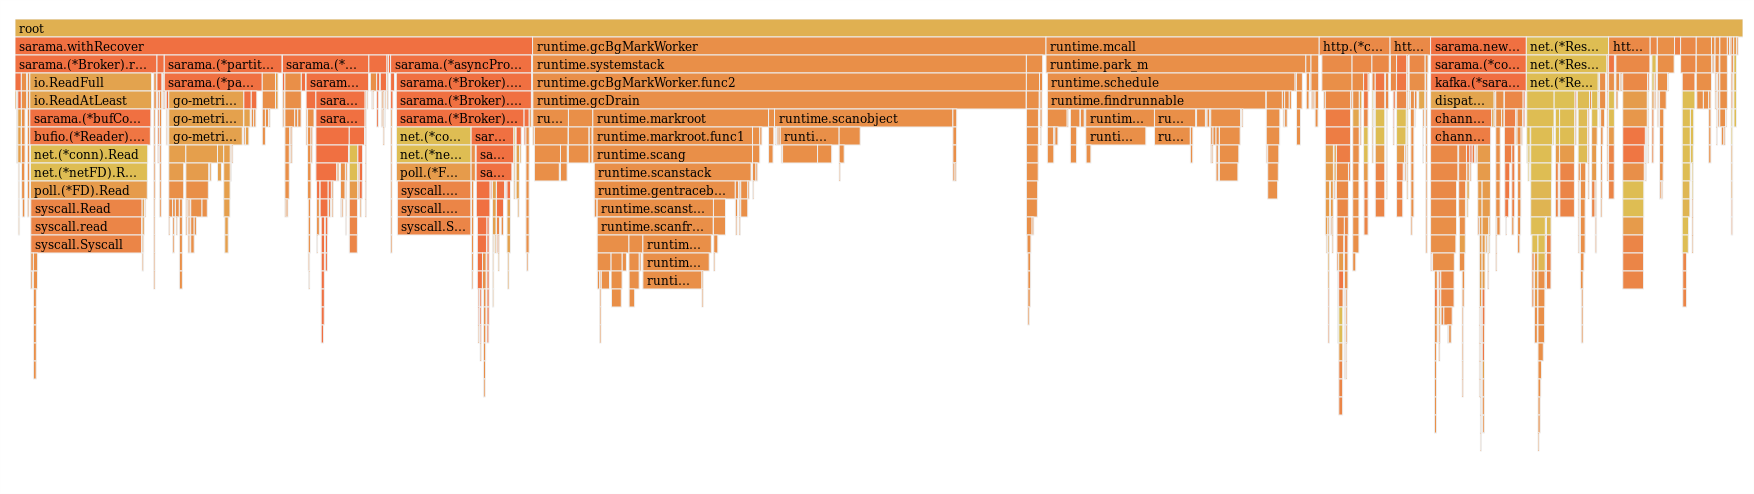 root
sarama.withRecover runtime.gcBgMarkWorker runtime.mcall http.(*c... htt... sarama.new... net.(*Res... htt...
sarama.(*Broker).r... sarama.(*partit... sarama.(*... sarama.(*asyncPro... runtime.systemstack runtime.park_m sarama.(*co... net.(*Res...
io.ReadFull sarama.(*pa... saram... sarama.(*Broker).... runtime.gcBgMarkWorker.func2 runtime.schedule kafka.(*sara... net.(*Re...
io.ReadAtLeast go-metri... sara... sarama.(*Broker).... runtime.gcDrain runtime.findrunnable dispat...
sarama.(*bufCo... go-metri... sara... sarama.(*Broker).... ru... runtime.markroot runtime.scanobject runtim... ru... chann...
bufio.(*Reader).... go-metri... net.(*co... sar... runtime.markroot.func1 runti... runti... ru... chann...
net.(*conn).Read net.(*ne... sa... runtime.scang
net.(*netFD).R... poll.(*F... sa... runtime.scanstack
poll.(*FD).Read syscall.... runtime.gentraceb...
syscall.Read syscall.... runtime.scanst...
syscall.read syscall.S... runtime.scanfr...
syscall.Syscall runtim...
runtim...
runti...